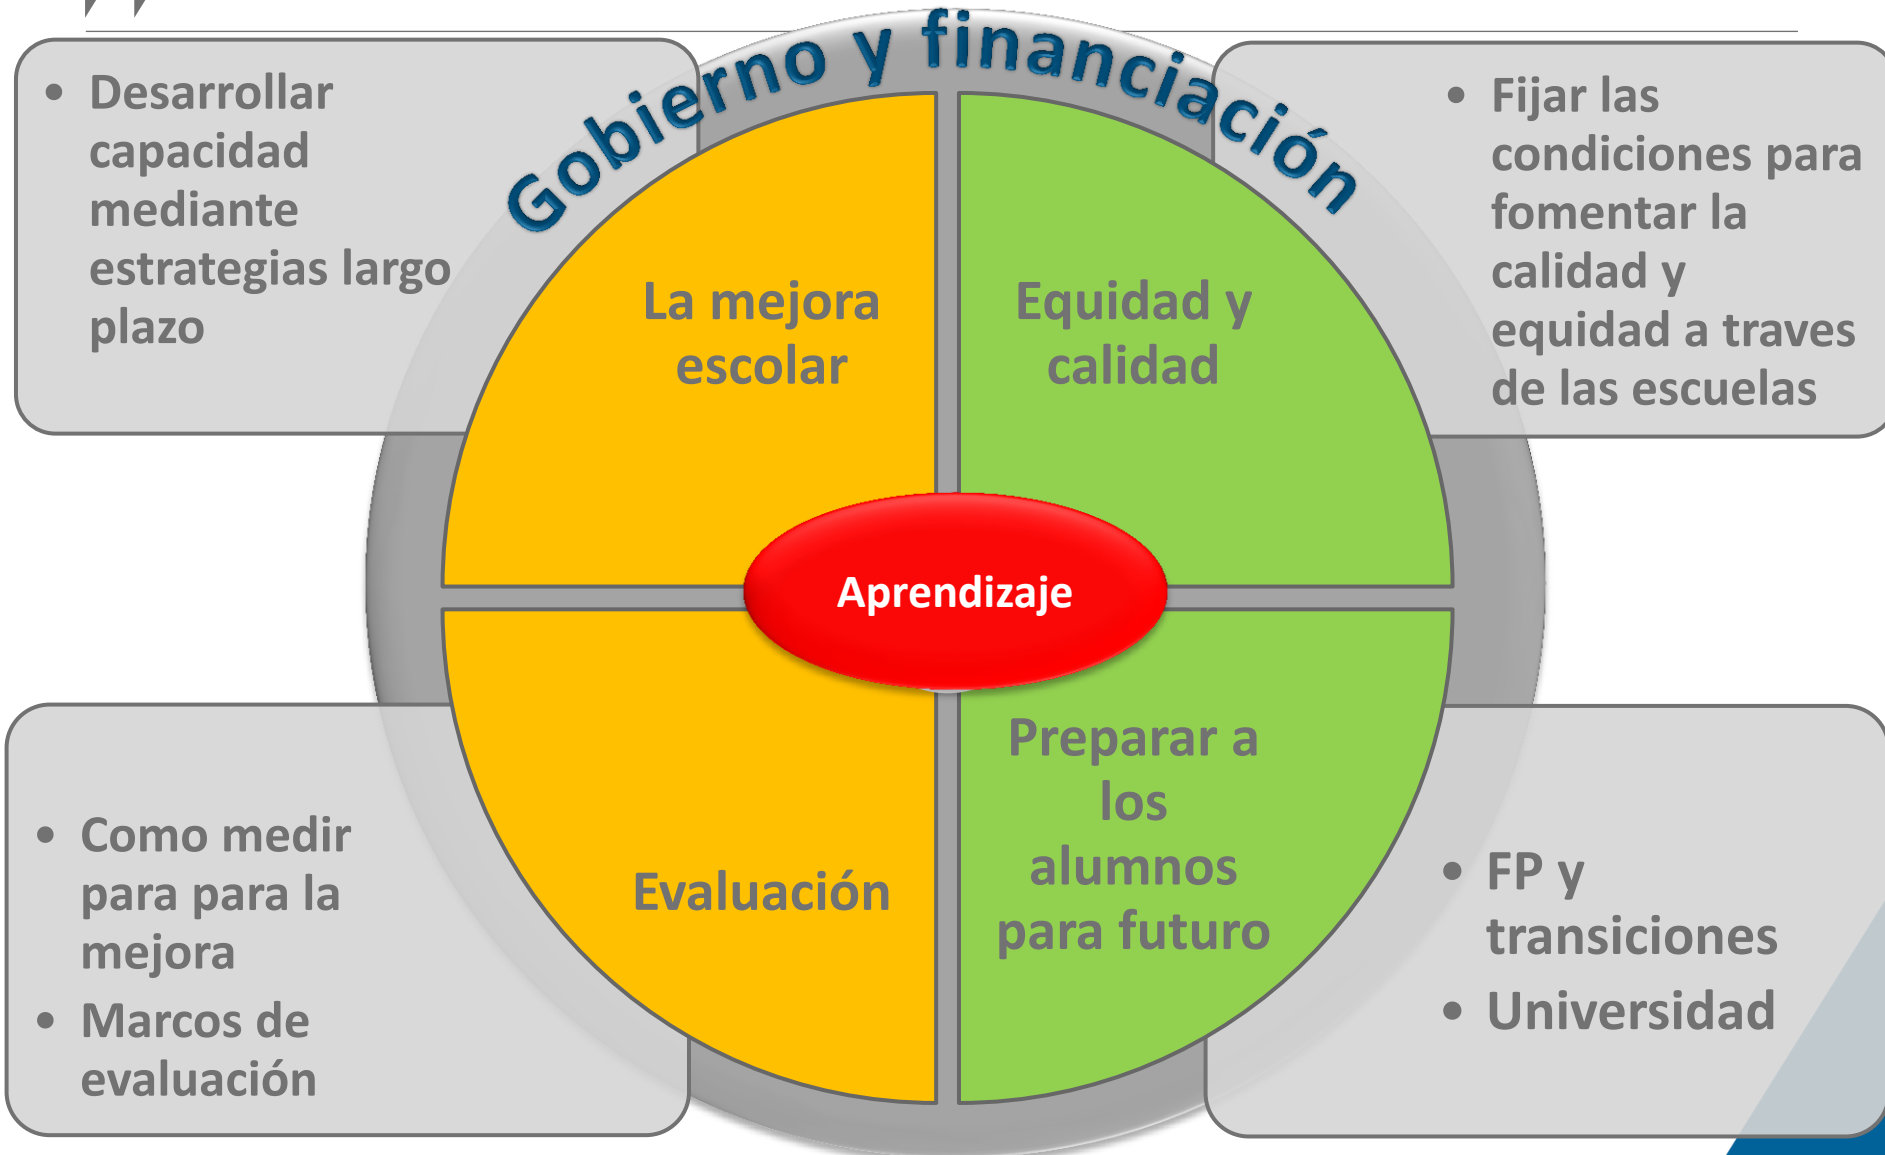 Gobierno y financiación
• Desarrollar
capacidad
mediante
estrategias largo
plazo
• Fijar las
condiciones para
fomentar la
calidad y
equidad a traves
de las escuelas
La mejora
escolar
Equidad y
calidad
Aprendizaje
Evaluación
Preparar a
los
alumnos
para futuro
• Como medir
para para la
mejora
• Marcos de
evaluación
• FP y
transiciones
• Universidad